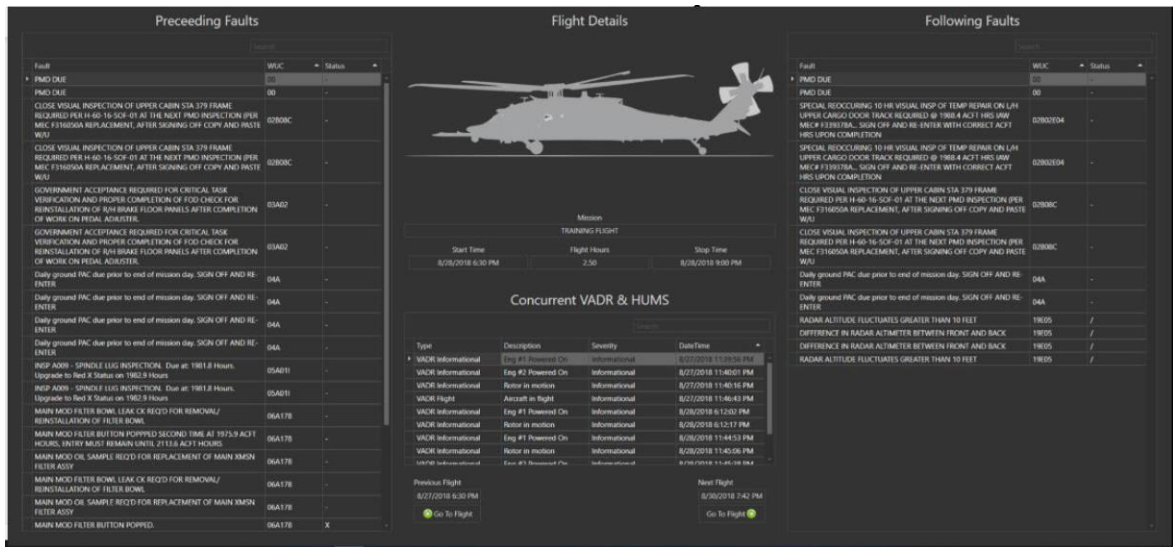 Preceeding Faults
Search
Fault WUC Status
PMD DUE 00 -
PMD DUE 00 -
CLOSE VISUAL INSPECTION OF UPPER CABIN STA 379 FRAME
REQUIRED PER H-60-16-SOF-01 AT THE NEXT PMD INSPECTION (PER
MEC F316050A REPLACEMENT, AFTER SIGNING OFF COPY AND PASTE
W/U
02B08C -
CLOSE VISUAL INSPECTION OF UPPER CABIN STA 379 FRAME
REQUIRED PER H-60-16-SOF-01 AT THE NEXT PMD INSPECTION (PER
MEC F316050A REPLACEMENT, AFTER SIGNING OFF COPY AND PASTE
W/U
02B08C -
GOVERNMENT ACCEPTANCE REQUIRED FOR CRITICAL TASK
VERIFICATION AND PROPER COMPLETION OF FOD CHECK FOR
REINSTALLATION OF R/H BRAKE FLOOR PANELS AFTER COMPLETION
OF WORK ON PEDAL ADJUSTER.
03A02 -
GOVERNMENT ACCEPTANCE REQUIRED FOR CRITICAL TASK
VERIFICATION AND PROPER COMPLETION OF FOD CHECK FOR
REINSTALLATION OF R/H BRAKE FLOOR PANELS AFTER COMPLETION
OF WORK ON PEDAL ADJUSTER.
03A02 -
Daily ground PAC due prior to end of mission day. SIGN OFF AND RE-
ENTER
04A -
Daily ground PAC due prior to end of mission day. SIGN OFF AND RE-
ENTER
04A -
Daily ground PAC due prior to end of mission day. SIGN OFF AND RE-
ENTER
04A -
Daily ground PAC due prior to end of mission day. SIGN OFF AND RE-
ENTER
04A -
INSP A009 - SPINDLE LUG INSPECTION. Due at: 1981.8 Hours.
Upgrade to Red X Status on 1982.9 Hours
05A01I -
INSP A009 - SPINDLE LUG INSPECTION. Due at: 1981.8 Hours.
Upgrade to Red X Status on 1982.9 Hours
05A01I -
MAIN MOD FILTER BOWL LEAK CK REQ'D FOR REMOVAL/
REINSTALLATION OF FILTER BOWL
06A17B -
MAIN MOD FILTER BUTTON POPPPED SECOND TIME AT 1975.9 ACFT
HOURS, ENTRY MUST REMAIN UNTIL 2113.6 ACFT HOURS
06A17B -
MAIN MOD OIL SAMPLE REQ'D FOR REPLACEMENT OF MAIN XMSN
FILTER ASSY
06A17B -
MAIN MOD FILTER BOWL LEAK CK REQ'D FOR REMOVAL/
REINSTALLATION OF FILTER BOWL
06A17B -
MAIN MOD OIL SAMPLE REQ'D FOR REPLACEMENT OF MAIN XMSN
FILTER ASSY
06A17B -
MAIN MOD FILTER BUTTON POPPED. 06A17B X
Flight Details
Mission
TRAINING FLIGHT
Start Time Flight Hours Stop Time
8/28/2018 6:30 PM 2.50 8/28/2018 9:00 PM
Concurrent VADR & HUMS
Search
Type Description Severity DateTime
VADR Informational Eng #1 Powered On Informational 8/27/2018 11:39:56 PM
VADR Informational Eng #2 Powered On Informational 8/27/2018 11:40:01 PM
VADR Informational Rotor in motion Informational 8/27/2018 11:40:16 PM
VADR Flight Aircraft in flight Informational 8/27/2018 11:46:43 PM
VADR Informational Eng #1 Powered On Informational 8/28/2018 6:12:02 PM
VADR Informational Rotor in motion Informational 8/28/2018 6:12:17 PM
VADR Informational Eng #1 Powered On Informational 8/28/2018 11:44:53 PM
VADR Informational Rotor in motion Informational 8/28/2018 11:45:06 PM
VADR Informational Eng #2 Powered On Informational 8/28/2018 11:45:28 PM
Previous Flight Next Flight
8/27/2018 6:30 PM 8/30/2018 7:42 PM
Go To Flight Go To Flight
Following Faults
Search
Fault WUC Status
PMD DUE 00 -
PMD DUE 00 -
SPECIAL REOCCURING 10 HR VISUAL INSP OF TEMP REPAIR ON L/H
UPPER CARGO DOOR TRACK REQUIRED @ 1988.4 ACFT HRS IAW
MEC# F339378A... SIGN OFF AND RE-ENTER WITH CORRECT ACFT
HRS UPON COMPLETION
02B02E04 -
SPECIAL REOCCURING 10 HR VISUAL INSP OF TEMP REPAIR ON L/H
UPPER CARGO DOOR TRACK REQUIRED @ 1988.4 ACFT HRS IAW
MEC# F339378A... SIGN OFF AND RE-ENTER WITH CORRECT ACFT
HRS UPON COMPLETION
02B02E04 -
CLOSE VISUAL INSPECTION OF UPPER CABIN STA 379 FRAME
REQUIRED PER H-60-16-SOF-01 AT THE NEXT PMD INSPECTION (PER
MEC F316050A REPLACEMENT, AFTER SIGNING OFF COPY AND PASTE
W/U
02B08C -
CLOSE VISUAL INSPECTION OF UPPER CABIN STA 379 FRAME
REQUIRED PER H-60-16-SOF-01 AT THE NEXT PMD INSPECTION (PER
MEC F316050A REPLACEMENT, AFTER SIGNING OFF COPY AND PASTE
W/U
02B08C -
Daily ground PAC due prior to end of mission day. SIGN OFF AND RE-
ENTER
04A -
Daily ground PAC due prior to end of mission day. SIGN OFF AND RE-
ENTER
04A -
RADAR ALTITUDE FLUCTUATES GREATER THAN 10 FEET 19E05 /
DIFFERENCE IN RADAR ALTIMETER BETWEEN FRONT AND BACK 19E05 /
DIFFERENCE IN RADAR ALTIMETER BETWEEN FRONT AND BACK 19E05 /
RADAR ALTITUDE FLUCTUATES GREATER THAN 10 FEET 19E05 /